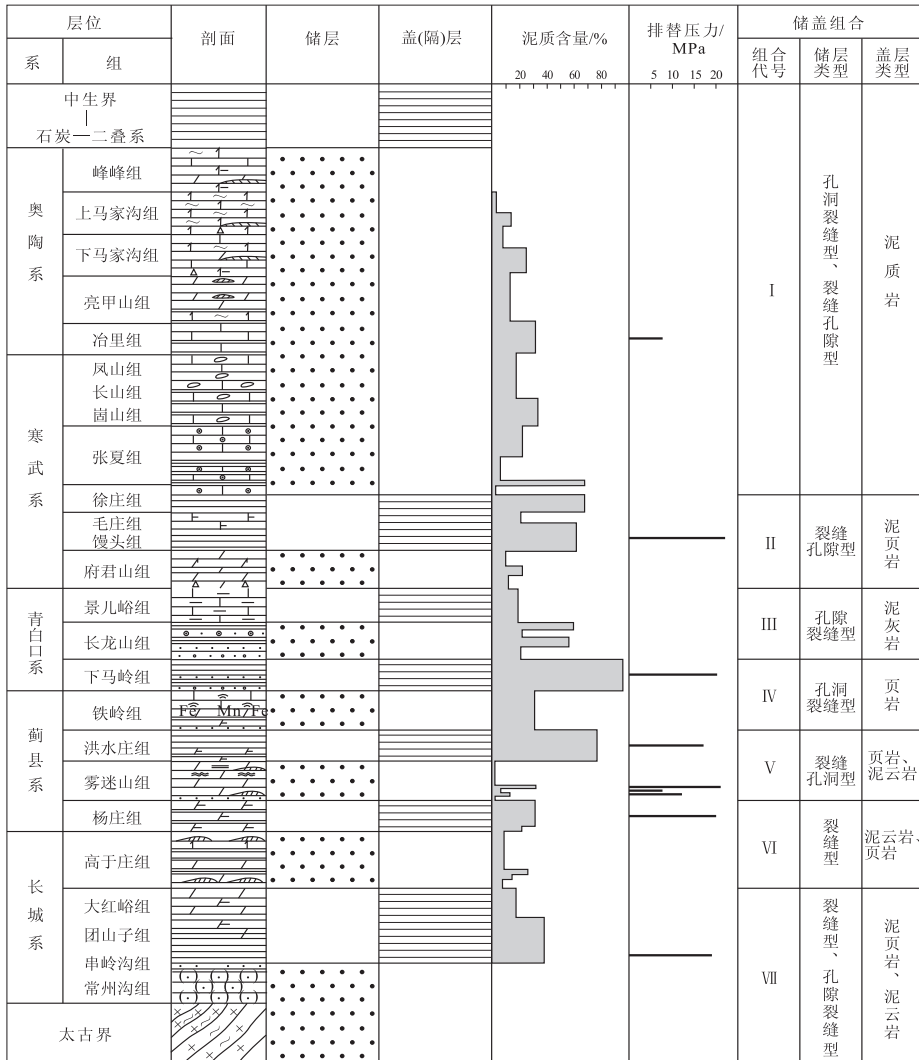 层位
剖面
储层
盖(隔)层
泥质含量/%
排替压力/
MPa
储盖组合
系
组
组合
代号
储层
类型
盖层
类型
20 40 60 80
5 10 15 20
中生界
石炭—二叠系
奥陶系
峰峰组
上马家沟组
下马家沟组
亮甲山组
冶里组
寒武系
凤山组
长山组
崮山组
张夏组
徐庄组
毛庄组
馒头组
府君山组
青白口系
景儿峪组
长龙山组
下马岭组
蓟县系
铁岭组
Fe Mn Fe
洪水庄组
雾迷山组
杨庄组
长城系
高于庄组
大红峪组
团山子组
串岭沟组
常州沟组
太古界
Ⅰ
孔洞裂缝型、裂缝孔隙型
泥质岩
Ⅱ
裂缝
孔隙型
泥页岩
Ⅲ
孔隙
裂缝型
泥灰岩
Ⅳ
孔洞
裂缝型
页岩
Ⅴ
裂缝
孔洞型
页岩、
泥云岩
Ⅵ
裂缝型
泥云岩、
页岩
Ⅶ
裂缝型、孔隙裂缝型
泥页岩、泥云岩